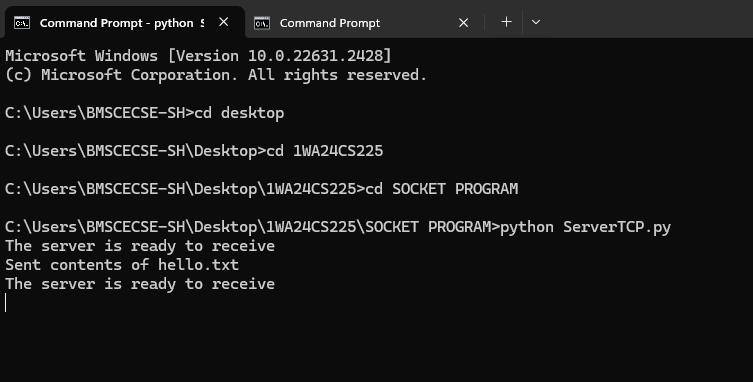 Command Prompt - python S
Command Prompt
Microsoft Windows [Version 10.0.22631.2428]
(c) Microsoft Corporation. All rights reserved.
C:\Users\BMSCECSE-SH>cd desktop
C:\Users\BMSCECSE-SH\Desktop>cd 1WA24CS225
C:\Users\BMSCECSE-SH\Desktop\1WA24CS225>cd SOCKET PROGRAM
C:\Users\BMSCECSE-SH\Desktop\1WA24CS225\SOCKET PROGRAM>python ServerTCP.py
The server is ready to receive
Sent contents of hello.txt
The server is ready to receive